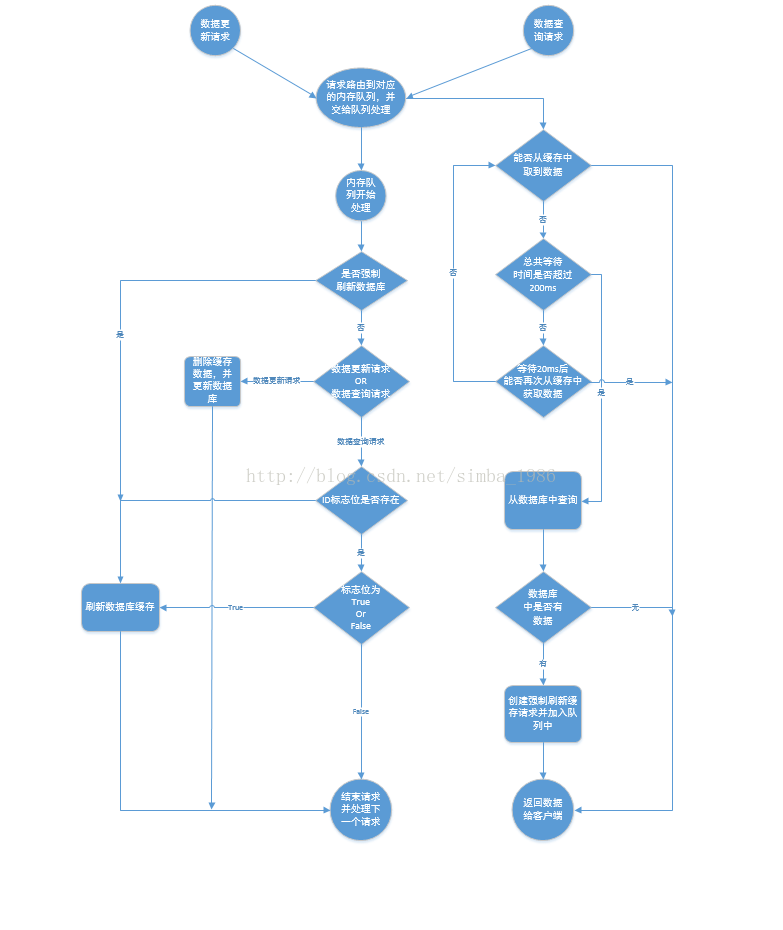 数据更
新请求
数据查
询请求
请求路由到对应
的内存队列，并
交给队列处理
能否从缓存中
取到数据
内存队
列开始
处理
否
总共等待
时间是否超过
200ms
是否强制
刷新数据库
否
是
否
否
删除缓存
数据，并
更新数据
库
数据更新请求
数据更新请求
OR
数据查询请求
等待20ms后
能否再次从缓存中
获取数据
是
是
数据查询请求
http://blog.csdn.net/simba_1986
ID标志位是否存在
从数据库中查询
是
标志位为
True
Or
False
数据库
中是否有
数据
刷新数据库缓存
True
无
有
False
创建强制刷新缓
存请求并加入队
列中
结束请求
并处理下
一个请求
返回数据
给客户端